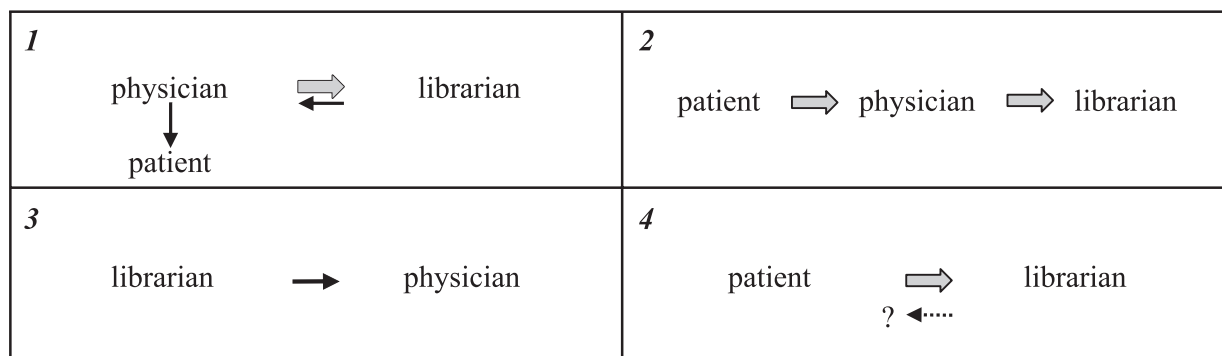 1
physician librarian
patient
2
patient physician librarian
3
librarian physician
4
patient librarian
?